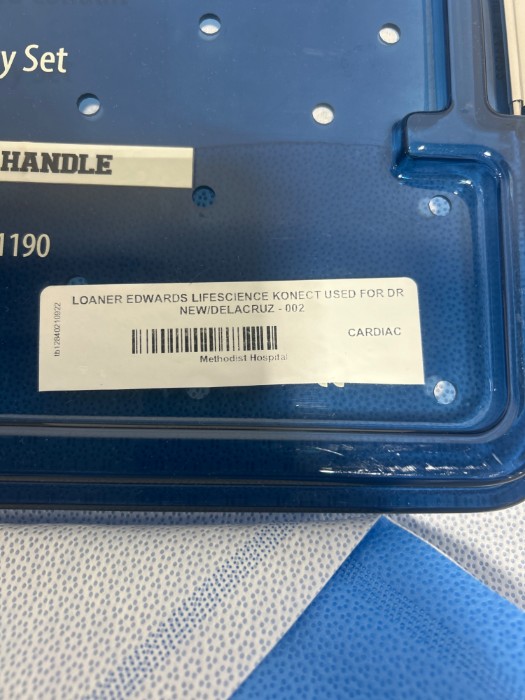 y Set
HANDLE
1190
LOANER EDWARDS LIFESCIENCE KONECT USED FOR DR
NEW/DELACRUZ - 002
CARDIAC
Methodist Hospital